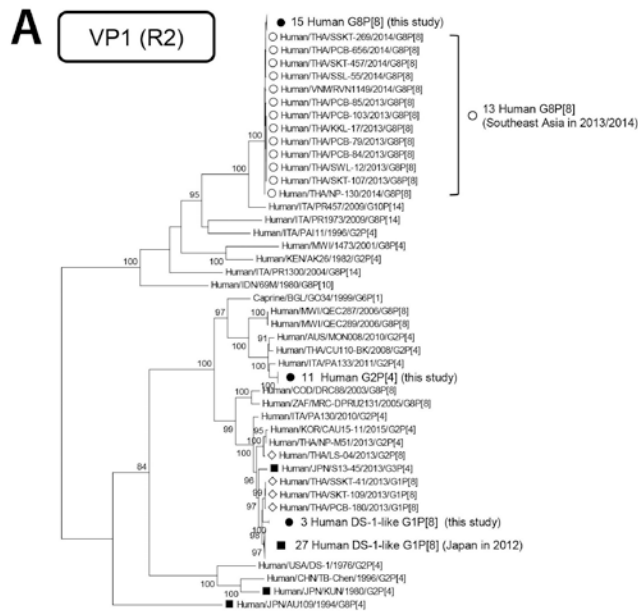 A
VP1 (R2)
15 Human G8P[8] (this study)
Human/THA/SSKT-269/2014/G8P[8]
Human/THA/PCB-656/2014/G8P[8]
Human/THA/SKT-457/2014/G8P[8]
Human/THA/SSL-55/2014/G8P[8]
Human/VNM/RVN1149/2014/G8P[8]
Human/THA/PCB-85/2013/G8P[8]
Human/THA/PCB-103/2013/G8P[8]
Human/THA/KKL-17/2013/G8P[8]
Human/THA/PCB-79/2013/G8P[8]
Human/THA/PCB-84/2013/G8P[8]
Human/THA/SWL-12/2013/G8P[8]
Human/THA/SKT-107/2013/G8P[8]
Human/THA/NP-130/2014/G8P[8]
13 Human G8P[8]
(Southeast Asia in 2013/2014)
100
Human/ITA/PR457/2009/G10P[14]
95
Human/ITA/PR1973/2009/G8P[14]
Human/ITA/PAI11/1996/G2P[4]
Human/MWI/1473/2001/G8P[4]
100
Human/KEN/AK26/1982/G2P[4]
100
Human/ITA/PR1300/2004/G8P[14]
Human/IDN/69M/1980/G8P[10]
Caprine/BGL/GO34/1999/G6P[1]
97
100
Human/MWI/QEC287/2006/G8P[8]
Human/MWI/QEC289/2006/G8P[8]
91
Human/AUS/MON008/2010/G2P[4]
100
Human/THA/CU110-BK/2008/G2P[4]
Human/ITA/PA133/2011/G2P[4]
100
11 Human G2P[4] (this study)
100
100
Human/COD/DRC88/2003/G8P[8]
Human/ZAF/MRC-DPRU2131/2005/G8P[8]
99
Human/ITA/PA130/2010/G2P[4]
95
Human/KOR/CAU15-11/2015/G2P[4]
100
Human/THA/NP-M51/2013/G2P[4]
100
Human/THA/LS-04/2013/G2P[8]
96
Human/JPN/S13-45/2013/G3P[4]
Human/THA/SSKT-41/2013/G1P[8]
99
Human/THA/SKT-109/2013/G1P[8]
97
Human/THA/PCB-180/2013/G1P[8]
3 Human DS-1-like G1P[8] (this study)
100
98
27 Human DS-1-like G1P[8] (Japan in 2012)
97
84
Human/USA/DS-1/1976/G2P[4]
Human/CHN/TB-Chen/1996/G2P[4]
100
100
Human/JPN/KUN/1980/G2P[4]
Human/JPN/AU109/1994/G8P[4]